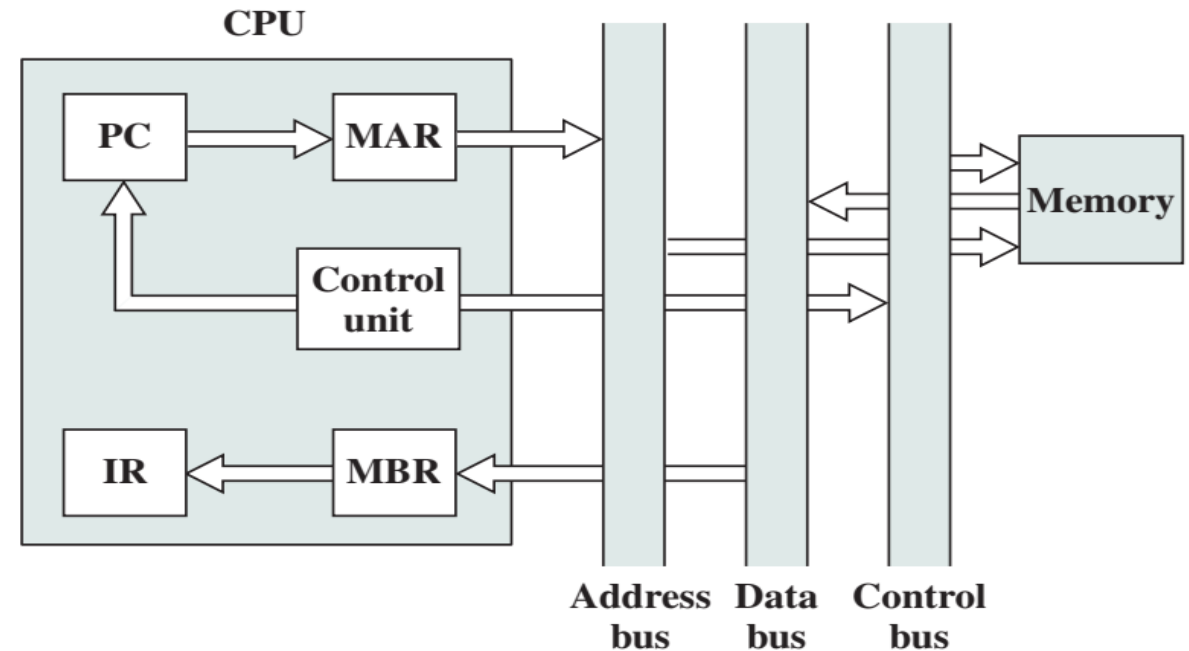 CPU
PC
MAR
Memory
Control
unit
IR
MBR
Address
bus
Data
bus
Control
bus